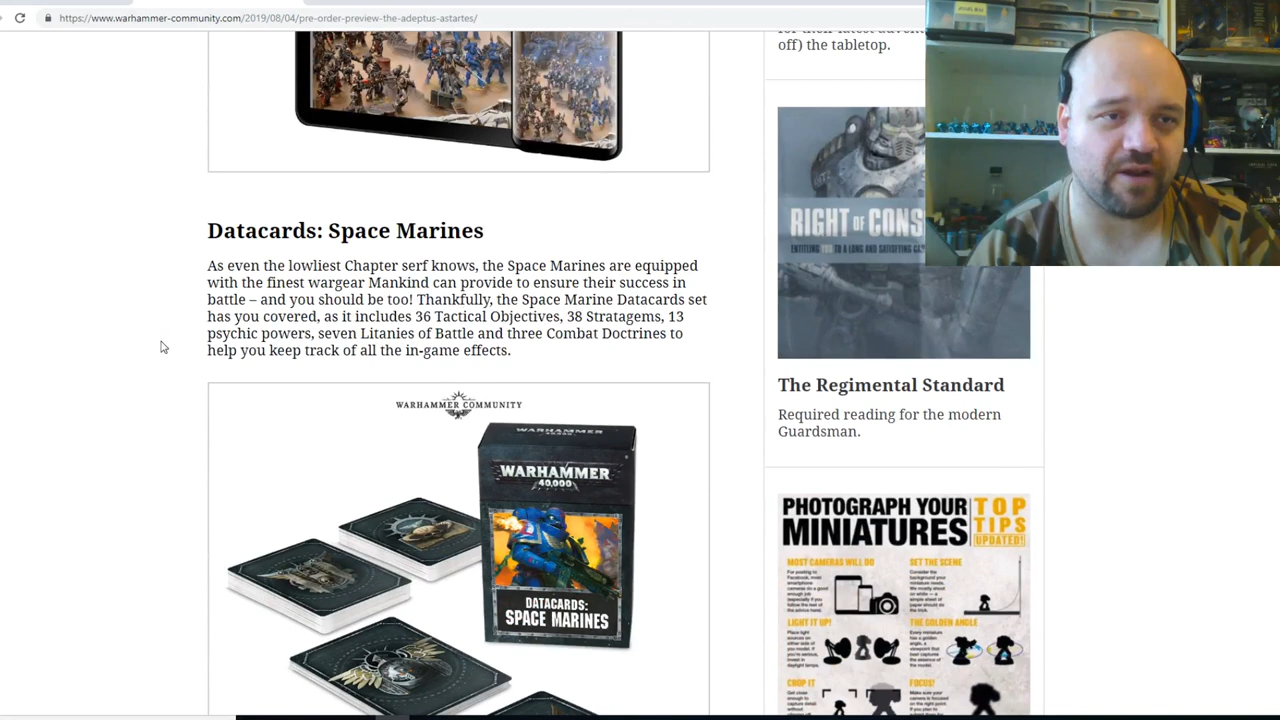 https://www.warhammer-community.com/2019/08/04/pre-order-preview-the-adeptus-astartes/
for their latest
off) the tabletop.
Datacards: Space Marines
As even the lowliest Chapter serf knows, the Space Marines are equipped
with the finest wargear Mankind can provide to ensure their success in
battle – and you should be too! Thankfully, the Space Marine Datacards set
has you covered, as it includes 36 Tactical Objectives, 38 Stratagems, 13
psychic powers, seven Litanies of Battle and three Combat Doctrines to
help you keep track of all the in-game effects.
WARHAMMER COMMUNITY
WARHAMMER
40,000
WARHAMMER
40,000
DATACARDS:
SPACE MARINES
RIGHT OF CONS
The Regimental Standard
Required reading for the modern
Guardsman.
PHOTOGRAPH YOUR
MINIATURES
TOP
TIPS
UPDATED!
MOST CAMERAS WILL DO
SET THE SCENE
LIGHT IT UP!
THE GOLDEN ANGLE
CROP IT
FOCUS!